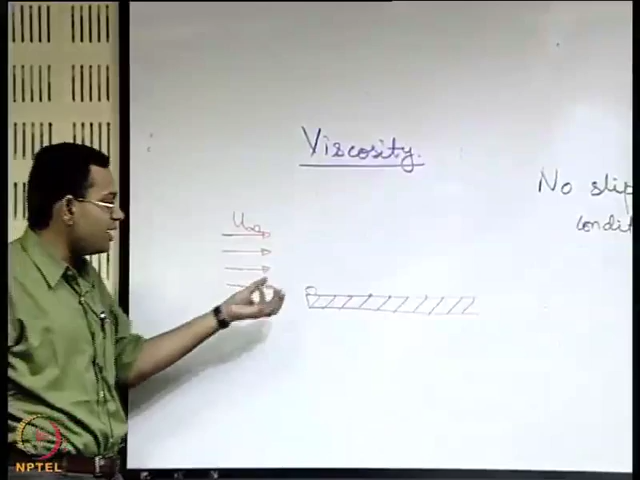 Viscosity.
No slip
condi
U∞
NPTEL